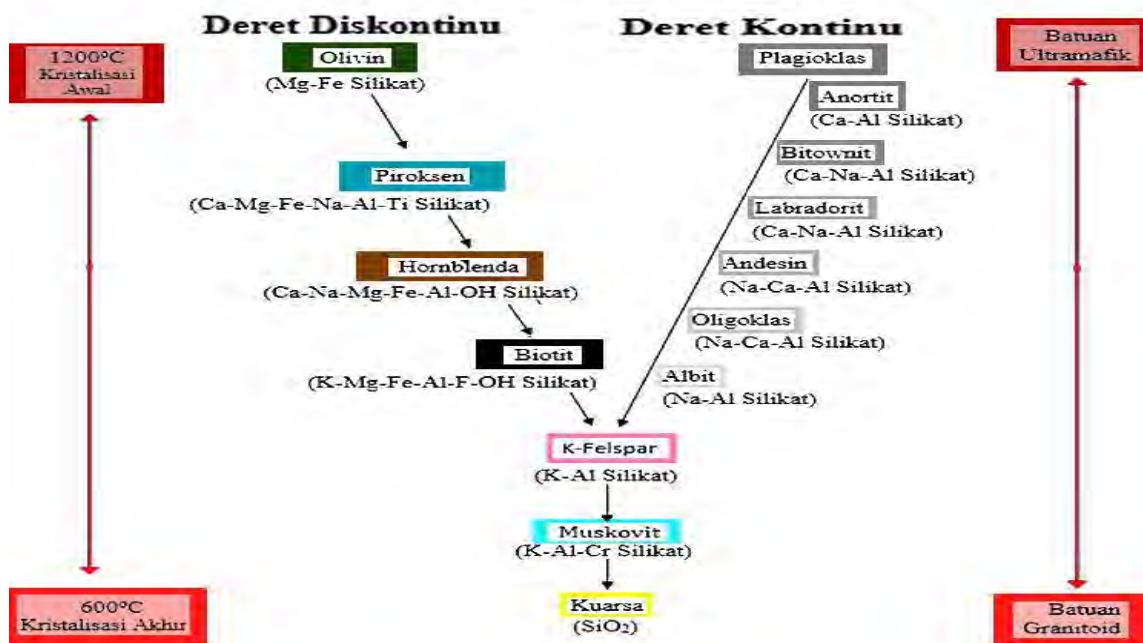 Deret Diskontinu
Deret Kontinu
1200°C
Kristalisasi
Awal
Olivin
(Mg-Fe Silikat)
Plagioklas
Batuan
Ultramafik
Anortit
(Ca-Al Silikat)
Bitownit
(Ca-Na-Al Silikat)
Piroksen
(Ca-Mg-Fe-Na-Al-Ti Silikat)
Labradorit
(Ca-Na-Al Silikat)
Hornblenda
(Ca-Na-Mg-Fe-Al-OH Silikat)
Andesin
(Na-Ca-Al Silikat)
Oligoklas
(Na-Ca-Al Silikat)
Biotit
(K-Mg-Fe-Al-F-OH Silikat)
Albit
(Na-Al Silikat)
K-Felspar
(K-Al Silikat)
Muskovit
(K-Al-Cr Silikat)
Kuarsa
(SiO₂)
600°C
Kristalisasi Akhir
Batuan
Granitoid